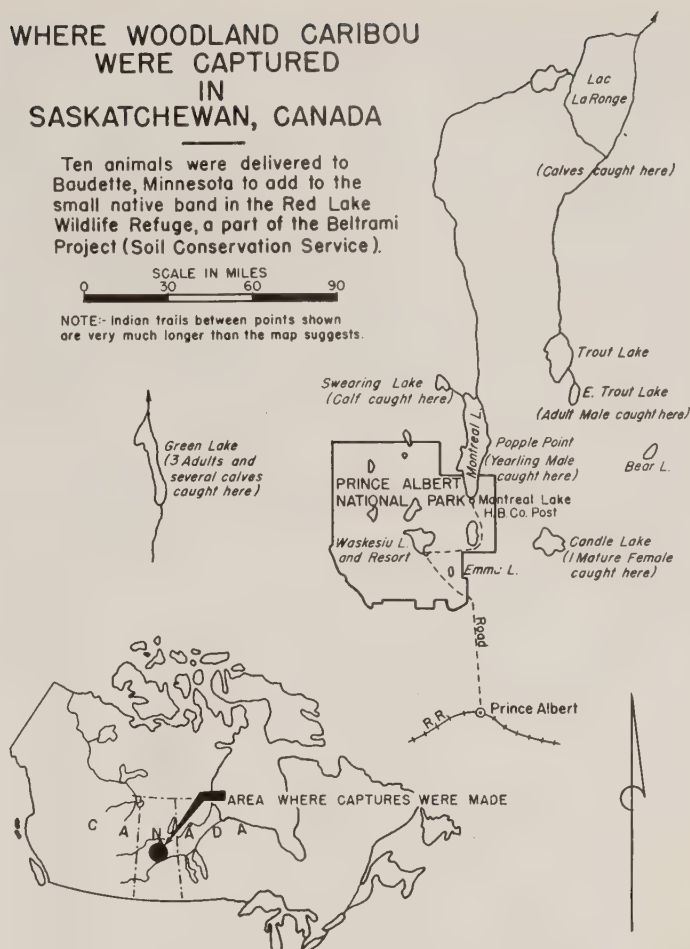 WHERE WOODLAND CARIBOU
WERE CAPTURED
IN
SASKATCHEWAN, CANADA
Ten animals were delivered to
Baudette, Minnesota to add to the
small native band in the Red Lake
Wildlife Refuge, a part of the Beltrami
Project (Soil Conservation Service).
SCALE IN MILES
0 30 60 90
NOTE:- Indian trails between points shown
are very much longer than the map suggests.
Lac
LaRonge
(Calves caught here)
Trout Lake
E. Trout Lake
(Adult Male caught here)
Swearing Lake
(Calf caught here)
Montreal L.
Popple Point
(Yearling Male
caught here)
Bear L.
Green Lake
(3 Adults and
several calves
caught here)
PRINCE ALBERT
NATIONAL PARK
Montreal Lake
H.B.Co. Post
Waskesiu L.
and Resort
Candle Lake
(1 Mature Female
caught here)
Emma L.
Road
Prince Albert
R.R.
AREA WHERE CAPTURES WERE MADE
CANADA